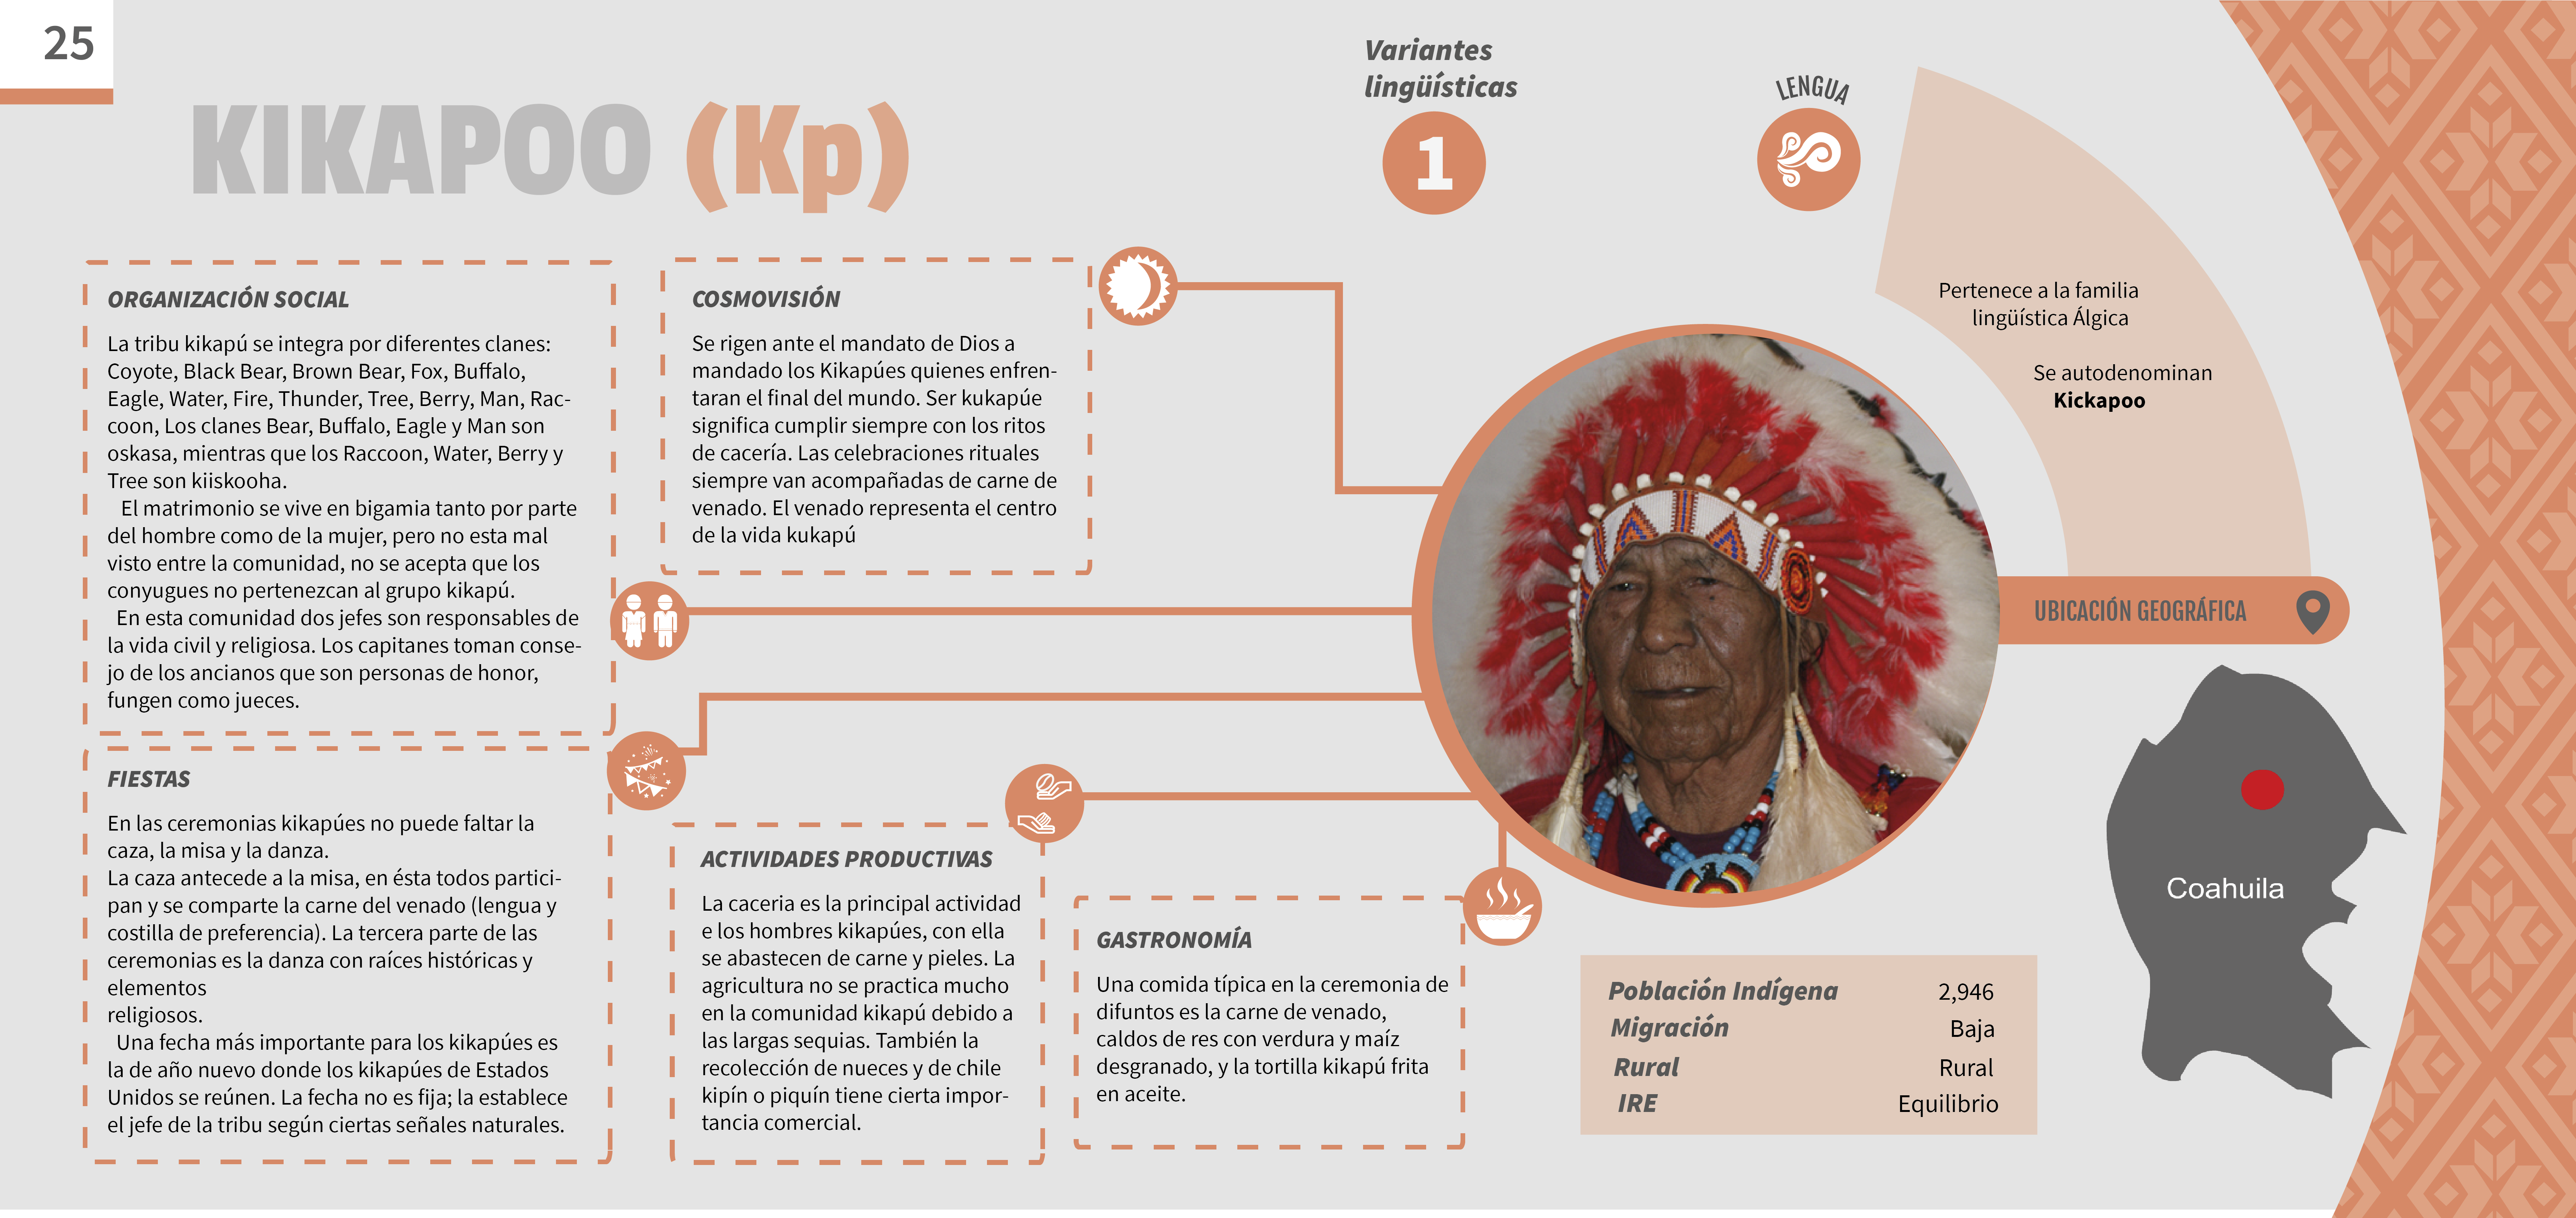 25
KIKAPOO (Kp)
Variantes
lingüísticas
1
LENGUA
Pertenece a la familia
lingüística Álgica
Se autodenominan
Kickapoo
ORGANIZACIÓN SOCIAL
La tribu kikapú se integra por diferentes clanes:
Coyote, Black Bear, Brown Bear, Fox, Buffalo,
Eagle, Water, Fire, Thunder, Tree, Berry, Man, Rac-
coon, Los clanes Bear, Buffalo, Eagle y Man son
oskasa, mientras que los Raccoon, Water, Berry y
Tree son kiiskooha.
El matrimonio se vive en bigamia tanto por parte
del hombre como de la mujer, pero no esta mal
visto entre la comunidad, no se acepta que los
conyugues no pertenezcan al grupo kikapú.
En esta comunidad dos jefes son responsables de
la vida civil y religiosa. Los capitanes toman conse-
jo de los ancianos que son personas de honor,
fungen como jueces.
COSMOVISIÓN
Se rigen ante el mandato de Dios a
mandado los Kikapúes quienes enfren-
taran el final del mundo. Ser kukapúe
significa cumplir siempre con los ritos
de cacería. Las celebraciones rituales
siempre van acompañadas de carne de
venado. El venado representa el centro
de la vida kukapú
FIESTAS
En las ceremonias kikapúes no puede faltar la
caza, la misa y la danza.
La caza antecede a la misa, en ésta todos partici-
pan y se comparte la carne del venado (lengua y
costilla de preferencia). La tercera parte de las
ceremonias es la danza con raíces históricas y
elementos
religiosos.
Una fecha más importante para los kikapúes es
la de año nuevo donde los kikapúes de Estados
Unidos se reúnen. La fecha no es fija; la establece
el jefe de la tribu según ciertas señales naturales.
ACTIVIDADES PRODUCTIVAS
La caceria es la principal actividad
e los hombres kikapúes, con ella
se abastecen de carne y pieles. La
agricultura no se practica mucho
en la comunidad kikapú debido a
las largas sequias. También la
recolección de nueces y de chile
kipín o piquín tiene cierta impor-
tancia comercial.
GASTRONOMÍA
Una comida típica en la ceremonia de
difuntos es la carne de venado,
caldos de res con verdura y maíz
desgranado, y la tortilla kikapú frita
en aceite.
UBICACIÓN GEOGRÁFICA
Coahuila
Población Indígena 2,946
Migración Baja
Rural Rural
IRE Equilibrio